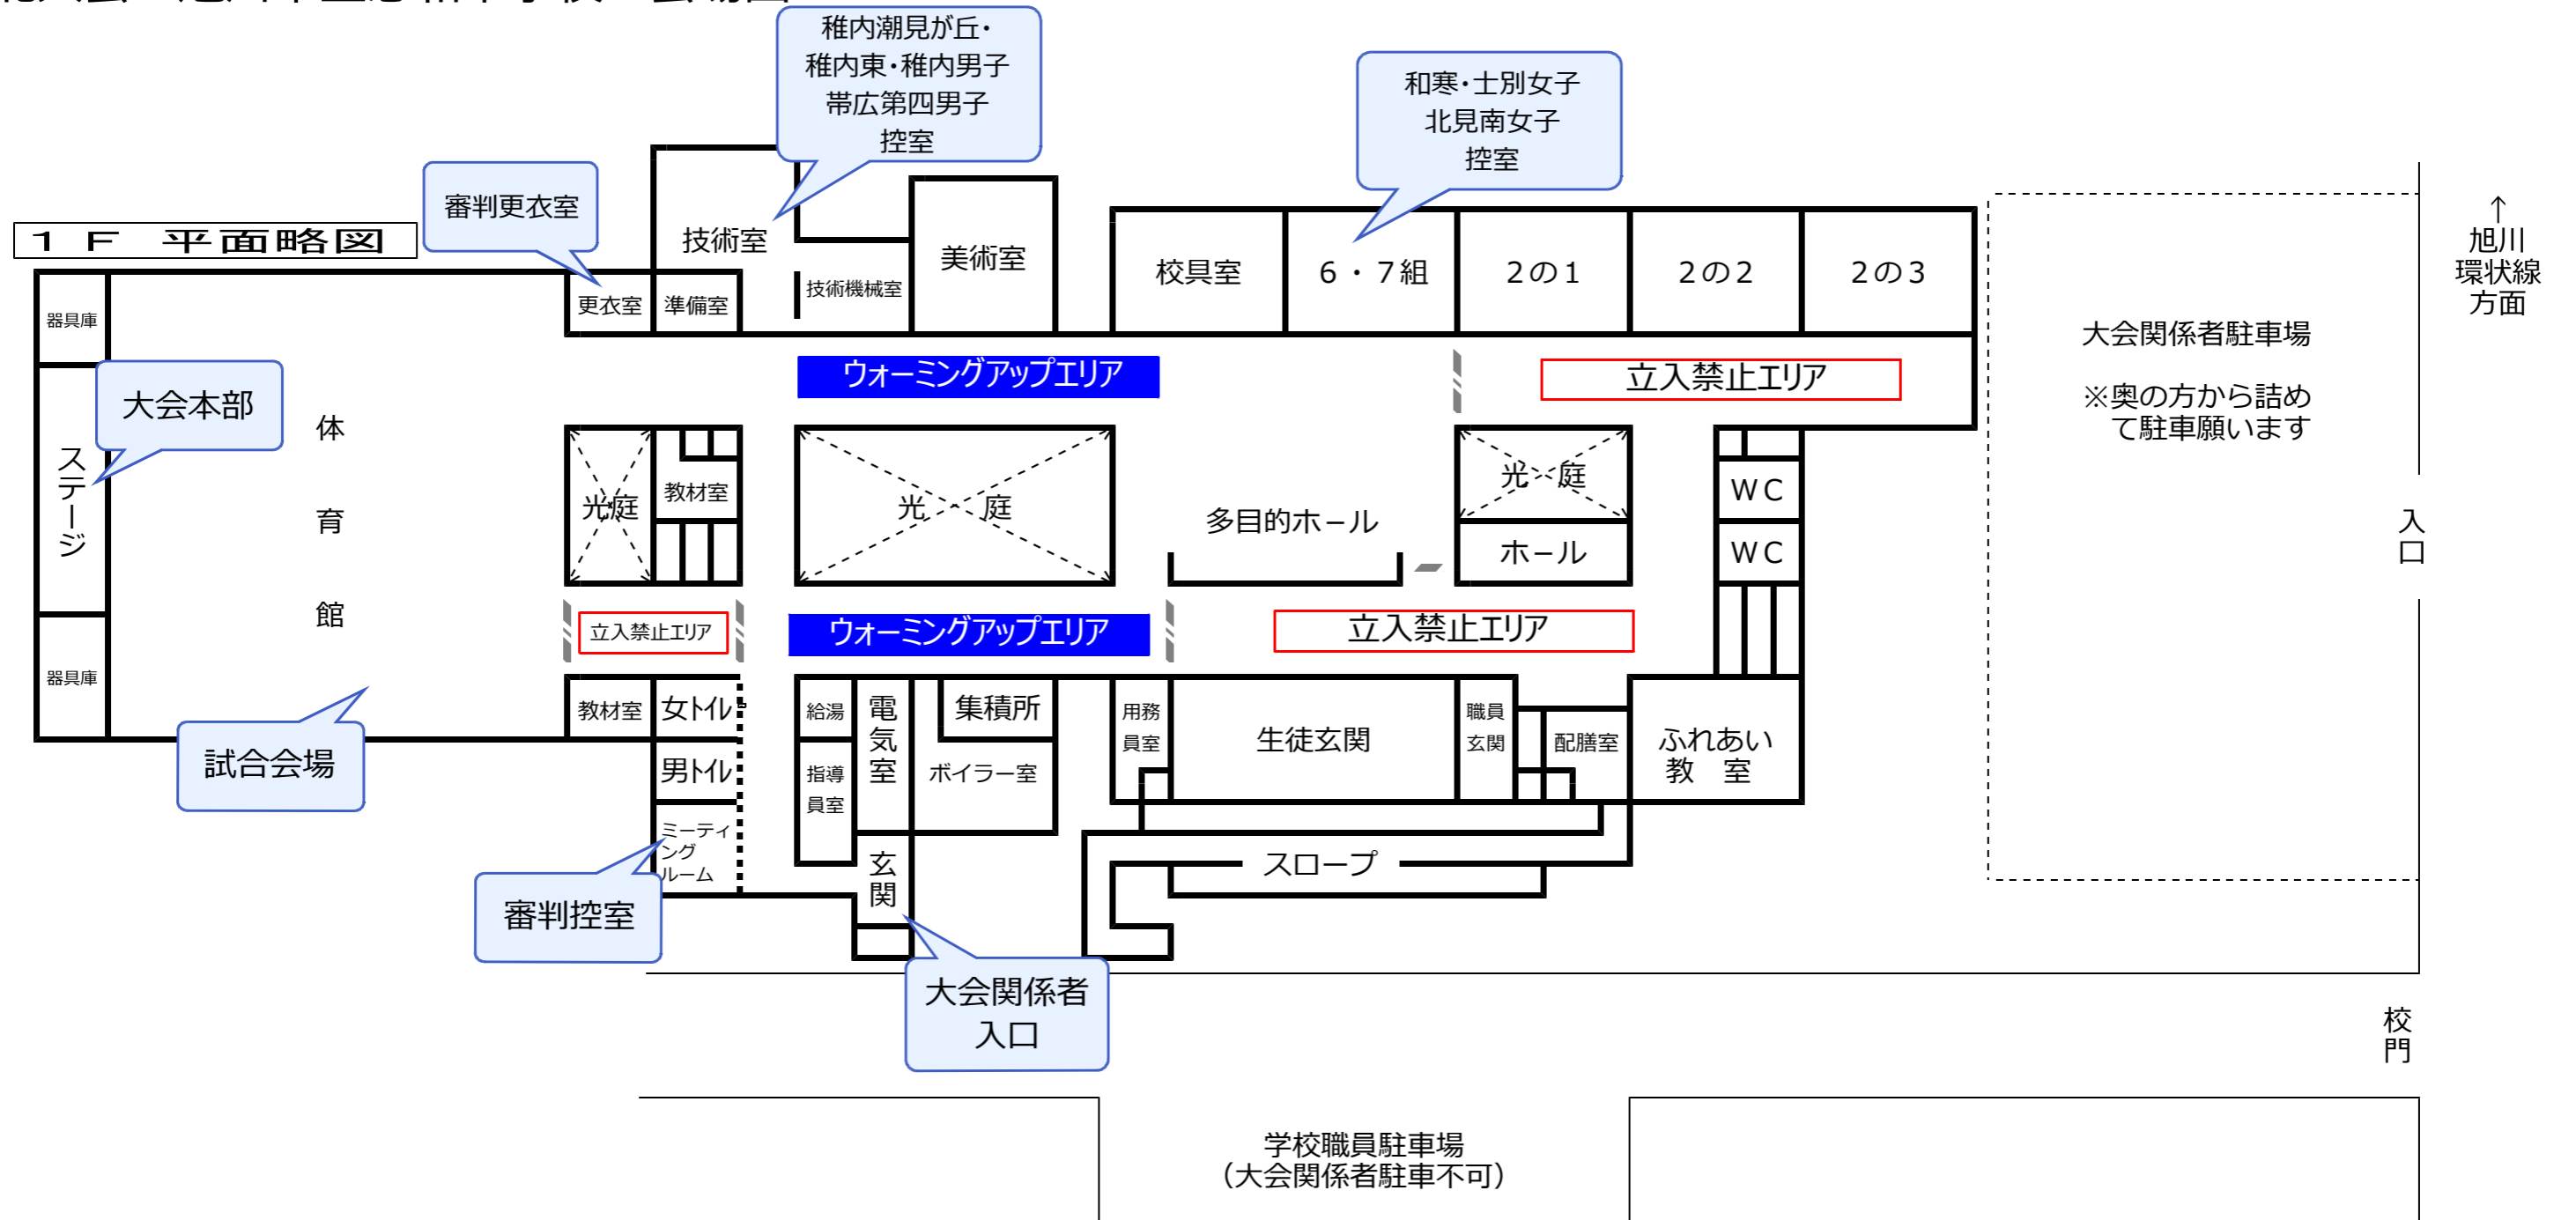 稚内潮見が丘・
稚内東・稚内男子
帯広第四男子
控室
和寒・士別女子
北見南女子
控室
審判更衣室
１Ｆ 平面略図
技術室
技術機械室
美術室
校具室
６・７組
２の１
２の２
２の３
↑
旭川
環状線
方面
器具庫
更衣室
準備室
大会関係者駐車場
※奥の方から詰め
て駐車願います
ウォーミングアップエリア
立入禁止エリア
大会本部
ステージ
体育館
光庭
教材室
光庭
多目的ホ－ル
光庭
ホ－ル
ＷＣ
ＷＣ
入口
立入禁止エリア
ウォーミングアップエリア
立入禁止エリア
器具庫
試合会場
教材室
女ﾄｲﾚ
男ﾄｲﾚ
ミーティ
ング
ルーム
給湯
指導
員室
電気室
集積所
ボイラー室
用務
員室
生徒玄関
職員
玄関
配膳室
ふれあい
教 室
玄関
スロープ
審判控室
大会関係者
入口
校門
学校職員駐車場
（大会関係者駐車不可）